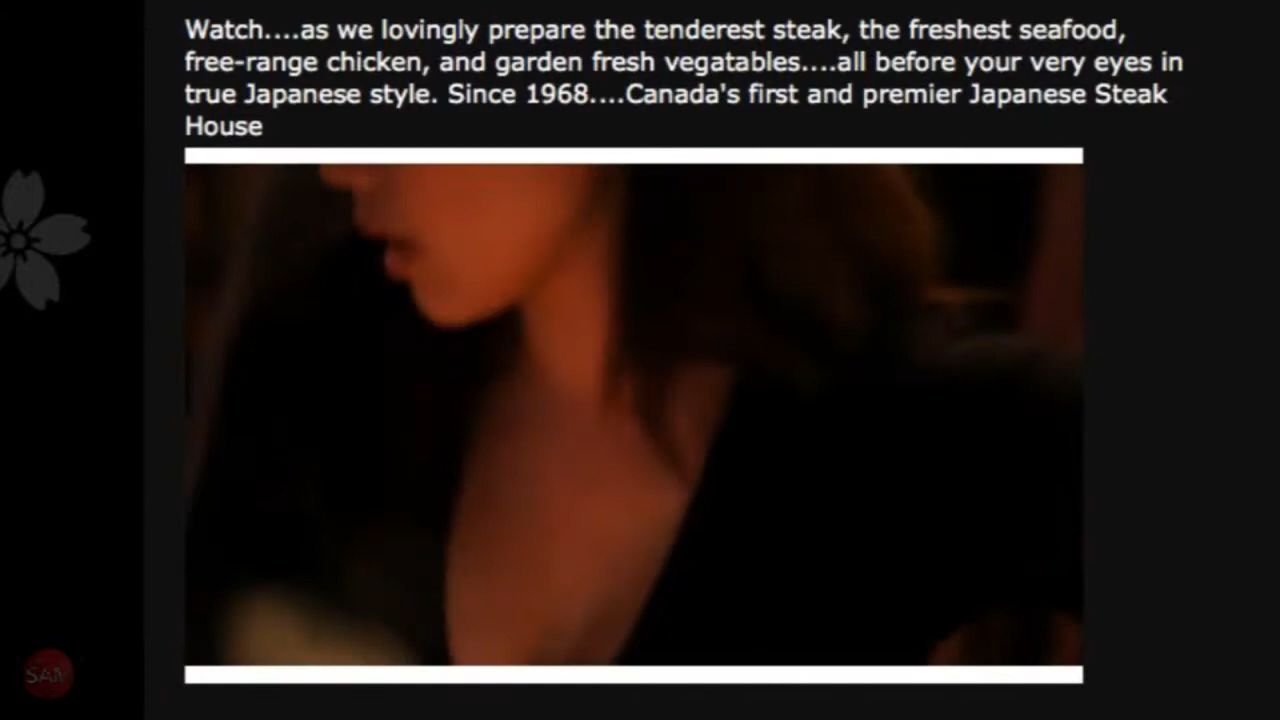 Watch....as we lovingly prepare the tenderest steak, the freshest seafood,
free-range chicken, and garden fresh vegatables....all before your very eyes in
true Japanese style. Since 1968....Canada's first and premier Japanese Steak
House
SAM